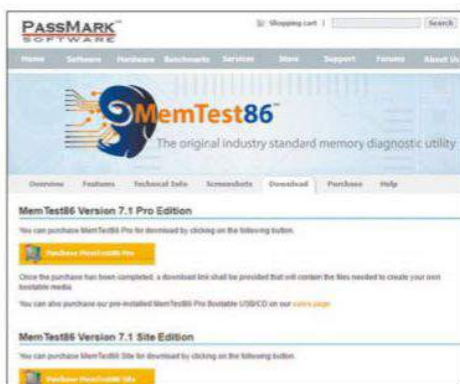 PASSMARK™
SOFTWARE
Shopping cart | Search
Home Software Hardware Benchmarks Services Store Support Forums About Us
MemTest86™
The original industry standard memory diagnostic utility
Overview Features Technical Info Screenshots Download Purchase Help
MemTest86 Version 7.1 Pro Edition
You can purchase MemTest86 Pro for download by clicking on the following button.
Purchase MemTest86 Pro
Once the purchase has been completed, a download link shall be provided that will contain the files needed to create your own
bootable media.
You can also purchase our pre-installed MemTest86 Pro Bootable USB/CD on our sales page
MemTest86 Version 7.1 Site Edition
You can purchase MemTest86 Site for download by clicking on the following button.
Purchase MemTest86 Site